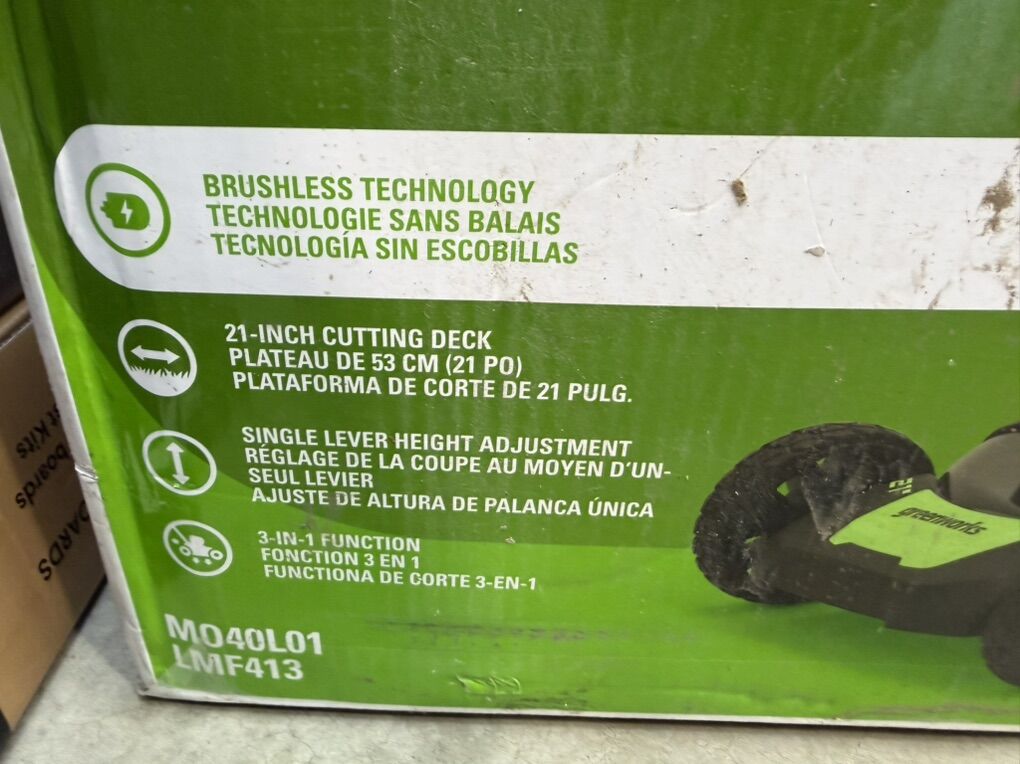 BRUSHLESS TECHNOLOGY
TECHNOLOGIE SANS BALAIS
TECNOLOGÍA SIN ESCOBILLAS
21-INCH CUTTING DECK
PLATEAU DE 53 CM (21 PO)
PLATAFORMA DE CORTE DE 21 PULG.
SINGLE LEVER HEIGHT ADJUSTMENT
RÉGLAGE DE LA COUPE AU MOYEN D'UN-
SEUL LEVIER
AJUSTE DE ALTURA DE PALANCA ÚNICA
3-IN-1 FUNCTION
FONCTION 3 EN 1
FUNCTIONA DE CORTE 3-EN-1
MO40L01
LMF413
greenworks
Kits
boards